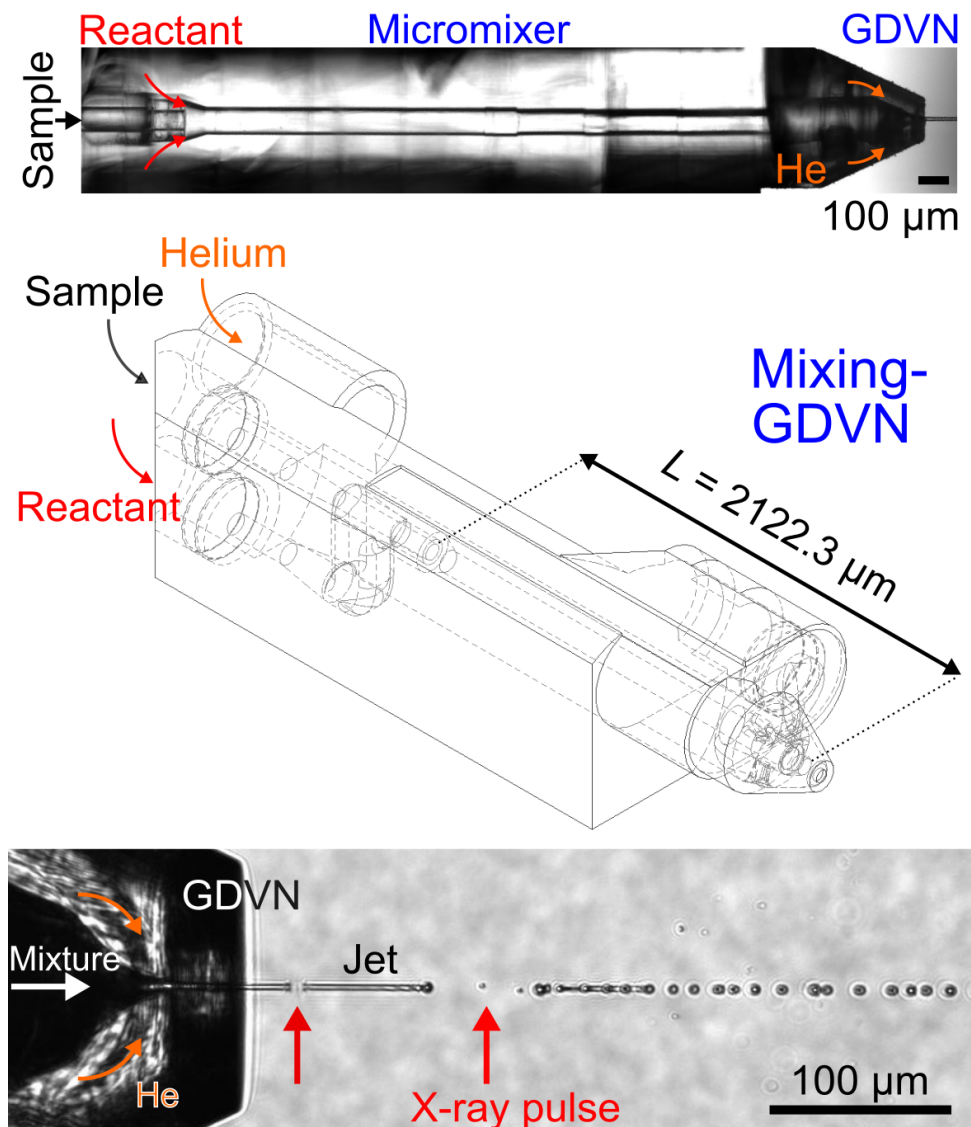 Reactant
Micromixer
GDVN
Sample
He
100 µm
Helium
Sample
Reactant
Mixing-
GDVN
L = 2122.3 µm
GDVN
Mixture
Jet
He
X-ray pulse
100 µm